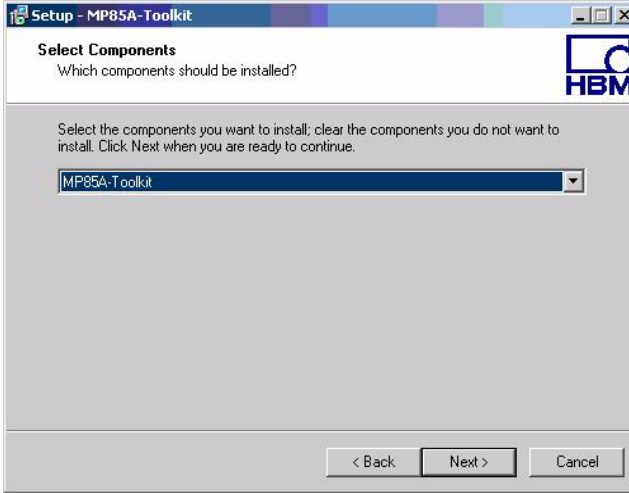 Setup - MP85A-Toolkit
Select Components
Which components should be installed?
HBM
Select the components you want to install; clear the components you do not want to
install. Click Next when you are ready to continue.
MP85A-Toolkit
< Back
Next >
Cancel